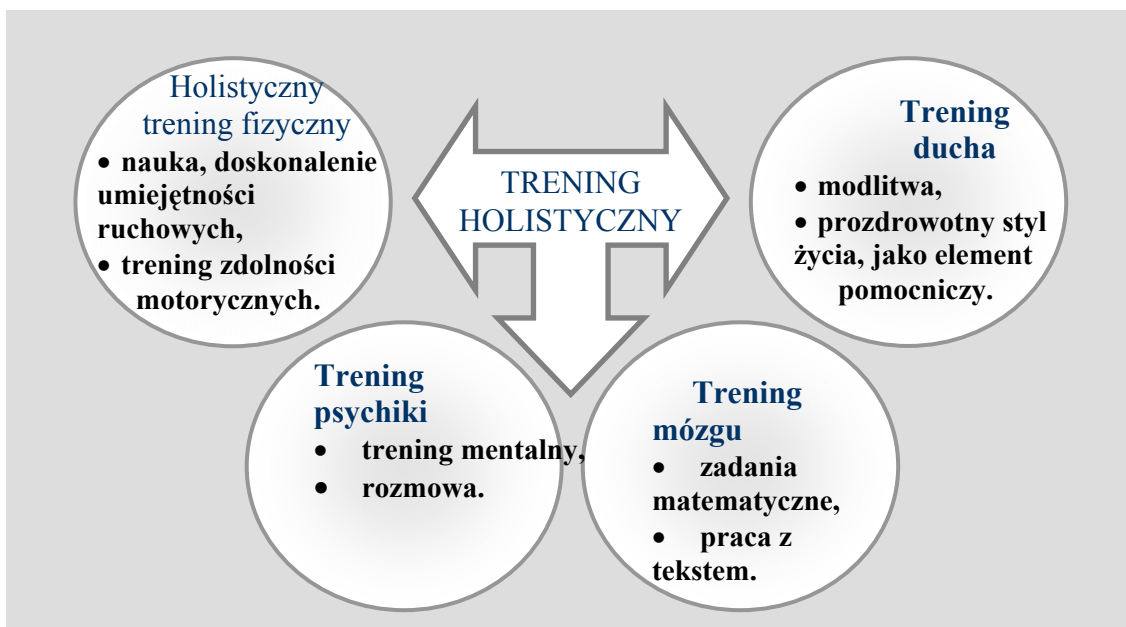 Holistyczny
trening fizyczny
• nauka, doskonalenie
umiejętności
ruchowych,
• trening zdolności
motorycznych.
TRENING
HOLISTYCZNY
Trening
ducha
• modlitwa,
• prozdrowotny styl
życia, jako element
pomocniczy.
Trening
psychiki
• trening mentalny,
• rozmowa.
Trening
mózgu
• zadania
matematyczne,
• praca z
tekstem.